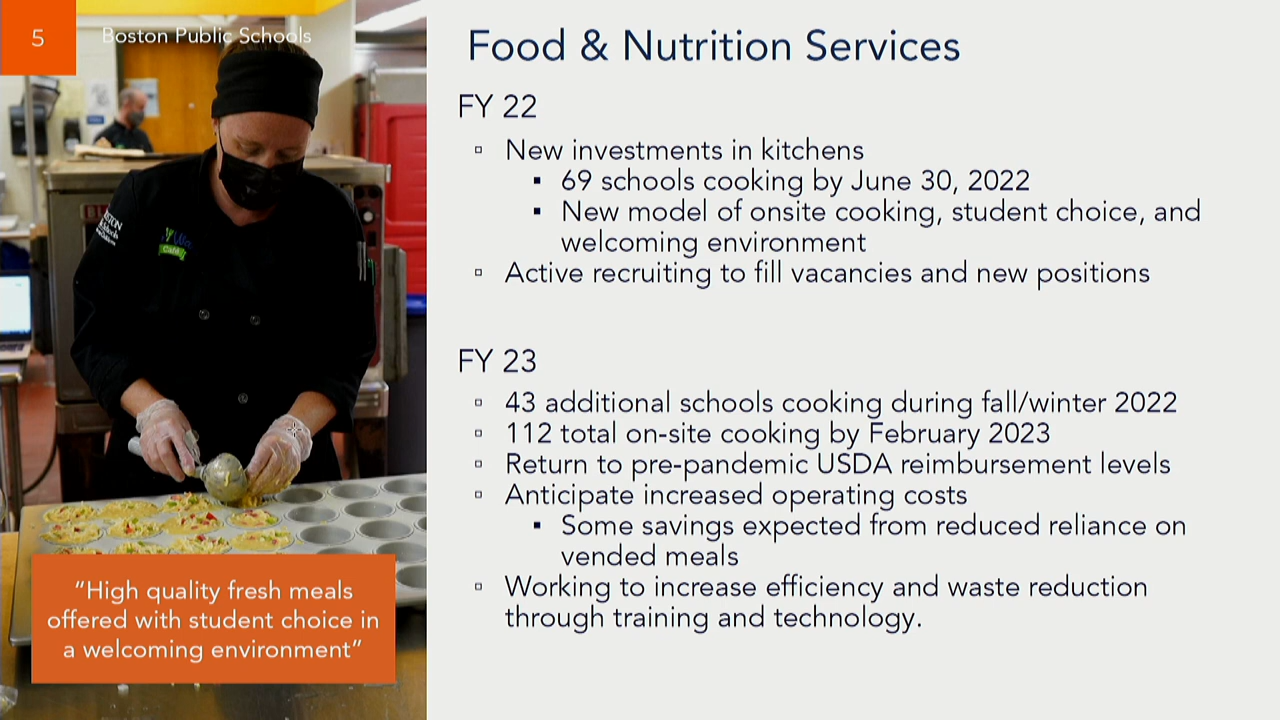 5
Boston Public Schools
Food & Nutrition Services
FY 22
New investments in kitchens
69 schools cooking by June 30, 2022
New model of onsite cooking, student choice, and
welcoming environment
Active recruiting to fill vacancies and new positions
FY 23
43 additional schools cooking during fall/winter 2022
112 total on-site cooking by February 2023
Return to pre-pandemic USDA reimbursement levels
Anticipate increased operating costs
Some savings expected from reduced reliance on
vended meals
Working to increase efficiency and waste reduction
through training and technology.
Café
“High quality fresh meals
offered with student choice in
a welcoming environment”